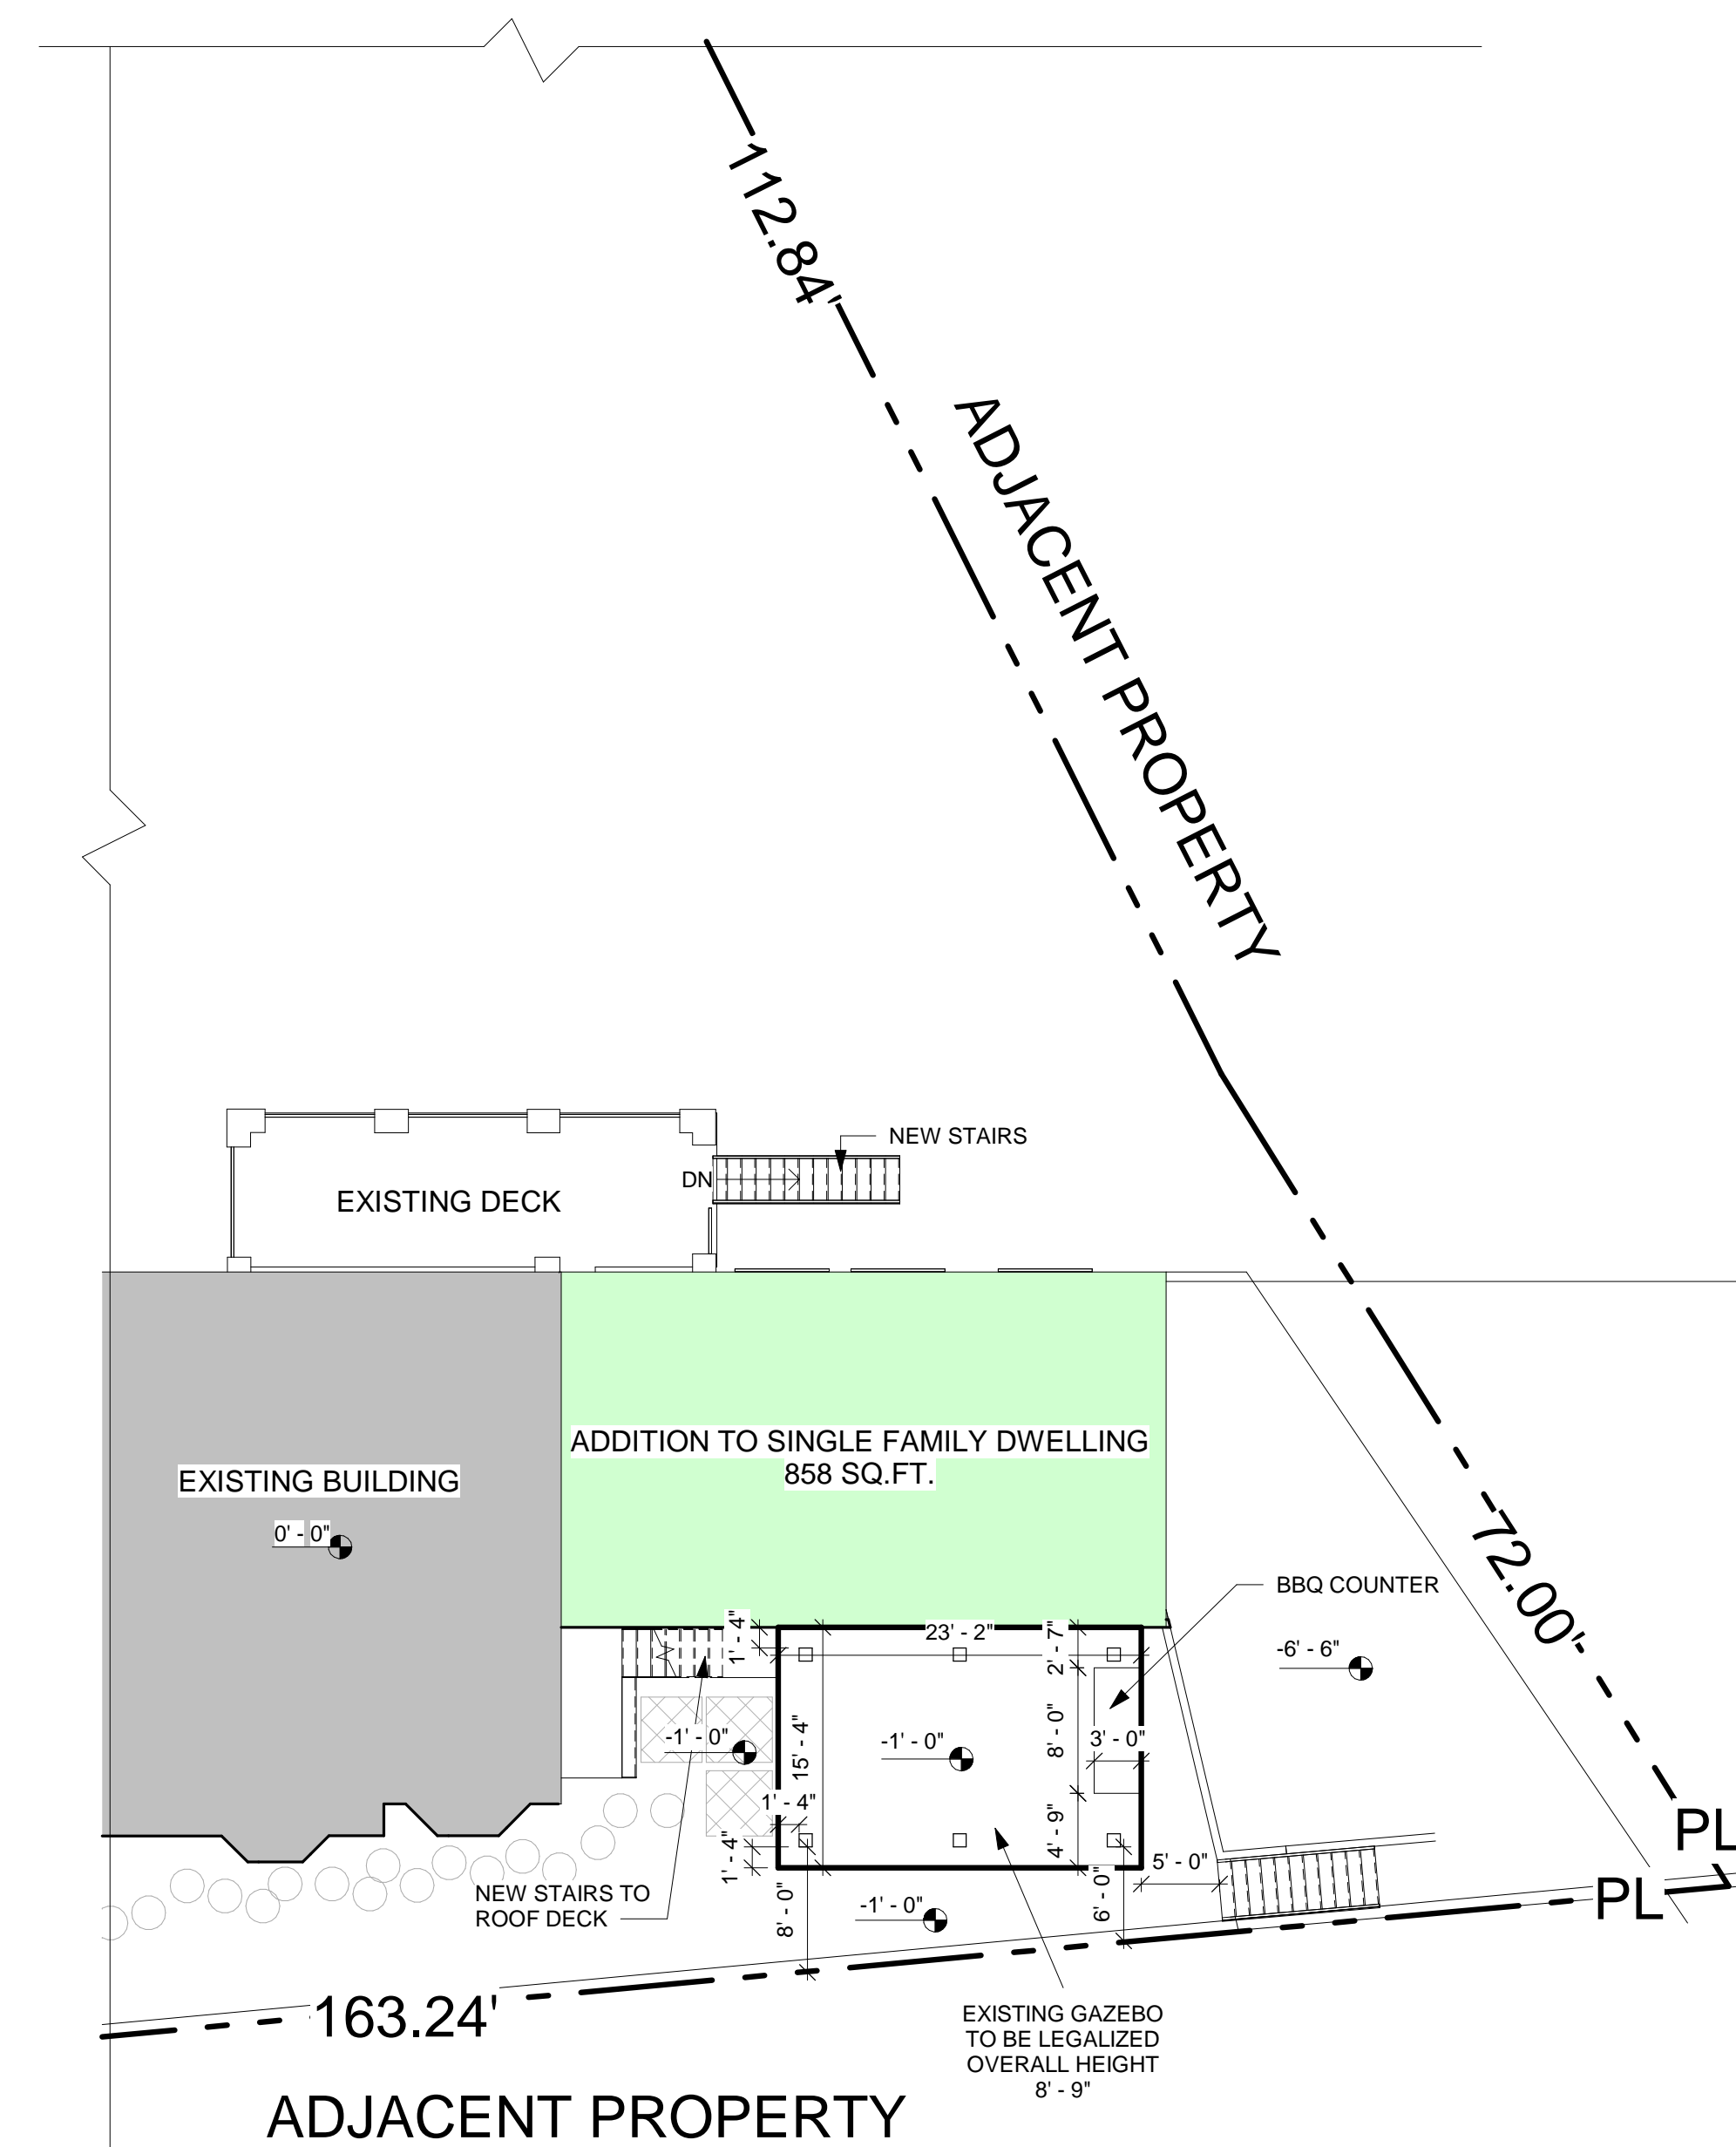 112.84'
ADJACENT PROPERTY
NEW STAIRS
DN
EXISTING DECK
ADDITION TO SINGLE FAMILY DWELLING
858 SQ.FT.
EXISTING BUILDING
0' - 0"
72.00'
BBQ COUNTER
1' - 4"
23' - 2"
2' - 7"
-6' - 6"
-1' - 0"
15' - 4"
-1' - 0"
8' - 0"
3' - 0"
1' - 4"
1' - 4"
4' - 9"
PL
5' - 0"
NEW STAIRS TO
ROOF DECK
8' - 0"
-1' - 0"
6' - 0"
PL
163.24'
EXISTING GAZEBO
TO BE LEGALIZED
OVERALL HEIGHT
8' - 9"
ADJACENT PROPERTY